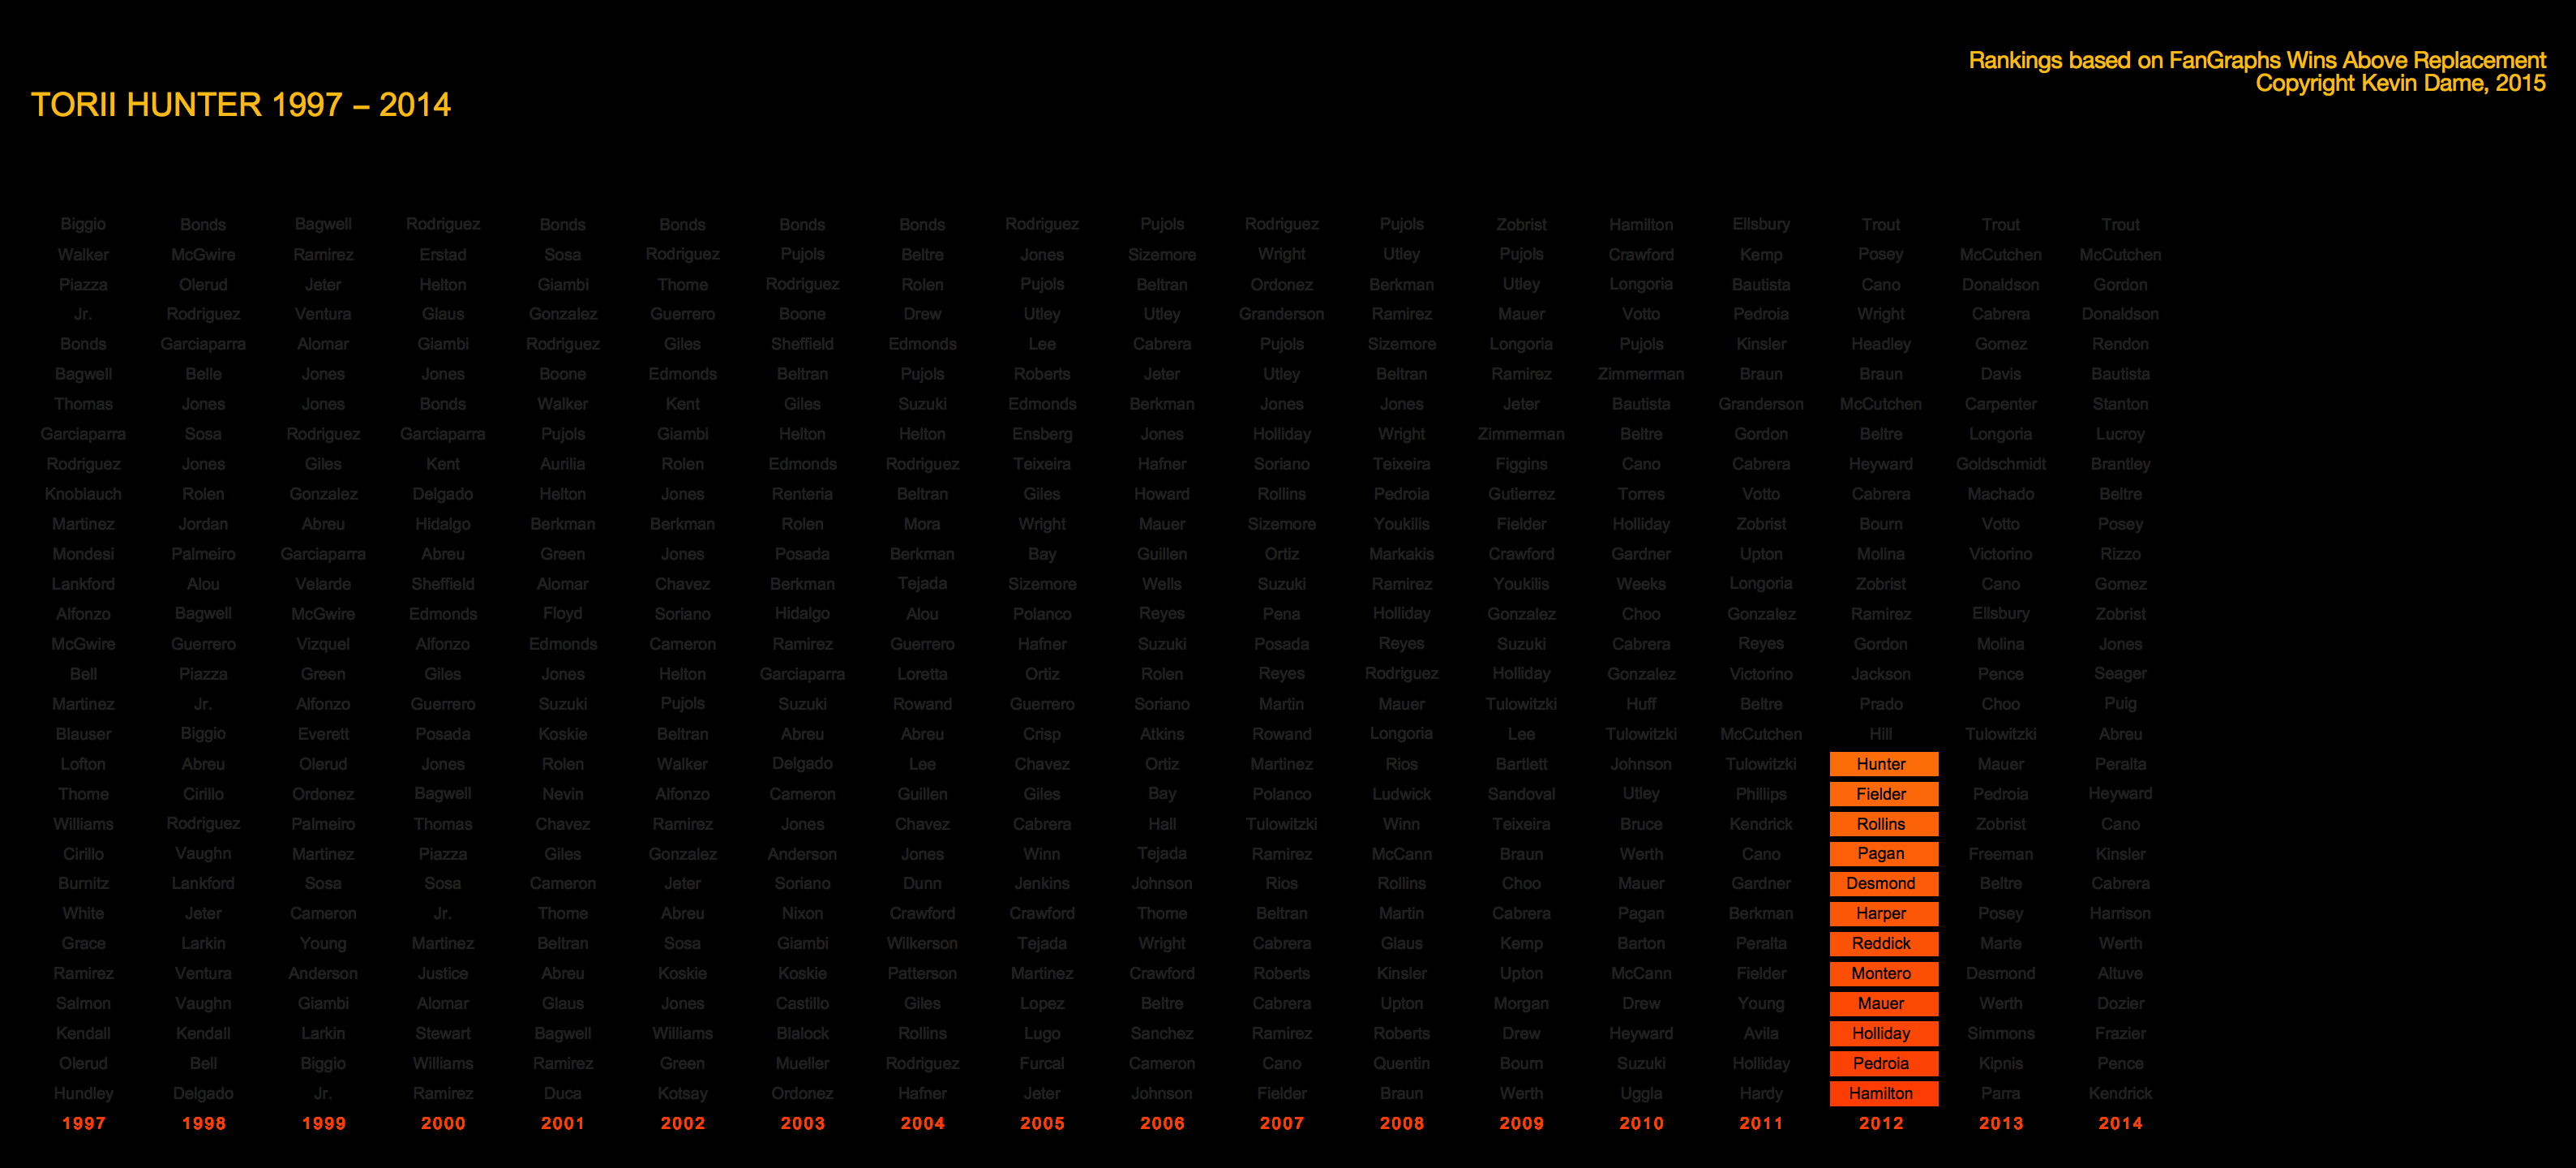 Rankings based on FanGraphs Wins Above Replacement
Copyright Kevin Dame, 2015
TORII HUNTER 1997 – 2014
Biggio Bonds Bagwell Rodriguez Bonds Bonds Bonds Bonds Rodriguez Pujols Rodriguez Pujols Zobrist Hamilton Ellsbury Trout Trout Trout
Walker McGwire Ramirez Erstad Sosa Rodriguez Pujols Beltre Jones Sizemore Wright Utley Pujols Crawford Kemp Posey McCutchen McCutchen
Piazza Olerud Jeter Helton Giambi Thome Rodriguez Rolen Pujols Beltran Ordonez Berkman Utley Longoria Bautista Cano Donaldson Gordon
Jr. Rodriguez Ventura Glaus Gonzalez Guerrero Boone Drew Utley Utley Granderson Ramirez Mauer Votto Pedroia Wright Cabrera Donaldson
Bonds Garciaparra Alomar Giambi Rodriguez Giles Sheffield Edmonds Lee Cabrera Pujols Sizemore Longoria Pujols Kinsler Headley Gomez Rendon
Bagwell Belle Jones Jones Boone Edmonds Beltran Pujols Roberts Jeter Utley Beltran Ramirez Zimmerman Braun Braun Davis Bautista
Thomas Jones Jones Bonds Walker Kent Giles Suzuki Edmonds Berkman Jones Jones Jeter Bautista Granderson McCutchen Carpenter Stanton
Garciaparra Sosa Rodriguez Garciaparra Pujols Giambi Helton Helton Ensberg Jones Holliday Wright Zimmerman Beltre Gordon Beltre Longoria Lucroy
Rodriguez Jones Giles Kent Aurilia Rolen Edmonds Rodriguez Teixeira Hafner Soriano Teixeira Figgins Cano Cabrera Heyward Goldschmidt Brantley
Knoblauch Rolen Gonzalez Delgado Helton Jones Renteria Beltran Giles Howard Rollins Pedroia Gutierrez Torres Votto Cabrera Machado Beltre
Martinez Jordan Abreu Hidalgo Berkman Berkman Rolen Mora Wright Mauer Sizemore Youkilis Fielder Holliday Zobrist Bourn Votto Posey
Mondesi Palmeiro Garciaparra Abreu Green Jones Posada Berkman Bay Guillen Ortiz Markakis Crawford Gardner Upton Molina Victorino Rizzo
Lankford Alou Velarde Sheffield Alomar Chavez Berkman Tejada Sizemore Wells Suzuki Ramirez Youkilis Weeks Longoria Zobrist Cano Gomez
Alfonzo Bagwell McGwire Edmonds Floyd Soriano Hidalgo Alou Polanco Reyes Pena Holliday Gonzalez Choo Gonzalez Ramirez Ellsbury Zobrist
McGwire Guerrero Vizquel Alfonzo Edmonds Cameron Ramirez Guerrero Hafner Suzuki Posada Reyes Suzuki Cabrera Reyes Gordon Molina Jones
Bell Piazza Green Giles Jones Helton Garciaparra Loretta Ortiz Rolen Reyes Rodriguez Holliday Gonzalez Victorino Jackson Pence Seager
Martinez Jr. Alfonzo Guerrero Suzuki Pujols Suzuki Rowand Guerrero Soriano Martin Mauer Tulowitzki Huff Beltre Prado Choo Puig
Blauser Biggio Everett Posada Koskie Beltran Abreu Abreu Crisp Atkins Rowand Longoria Lee Tulowitzki McCutchen Hill Tulowitzki Abreu
Lofton Abreu Olerud Jones Rolen Walker Delgado Lee Chavez Ortiz Martinez Rios Bartlett Johnson Tulowitzki Hunter Mauer Peralta
Thome Cirillo Ordonez Bagwell Nevin Alfonzo Cameron Guillen Giles Bay Polanco Ludwick Sandoval Utley Phillips Fielder Pedroia Heyward
Williams Rodriguez Palmeiro Thomas Chavez Ramirez Jones Chavez Cabrera Hall Tulowitzki Winn Teixeira Bruce Kendrick Rollins Zobrist Cano
Cirillo Vaughn Martinez Piazza Giles Gonzalez Anderson Jones Winn Tejada Ramirez McCann Braun Werth Cano Pagan Freeman Kinsler
Burnitz Lankford Sosa Sosa Cameron Jeter Soriano Dunn Jenkins Johnson Rios Rollins Choo Mauer Gardner Desmond Beltre Cabrera
White Jeter Cameron Jr. Thome Abreu Nixon Crawford Crawford Thome Beltran Martin Cabrera Pagan Berkman Harper Posey Harrison
Grace Larkin Young Martinez Beltran Sosa Giambi Wilkerson Tejada Wright Cabrera Glaus Kemp Barton Peralta Reddick Marte Werth
Ramirez Ventura Anderson Justice Abreu Koskie Koskie Patterson Martinez Crawford Roberts Kinsler Upton McCann Fielder Montero Desmond Altuve
Salmon Vaughn Giambi Alomar Glaus Jones Castillo Giles Lopez Beltre Cabrera Upton Morgan Drew Young Mauer Werth Dozier
Kendall Kendall Larkin Stewart Bagwell Williams Blalock Rollins Lugo Sanchez Ramirez Roberts Drew Heyward Avila Holliday Simmons Frazier
Olerud Bell Biggio Williams Ramirez Green Mueller Rodriguez Furcal Cameron Cano Quentin Bourn Suzuki Holliday Pedroia Kipnis Pence
Hundley Delgado Jr. Ramirez Duca Kotsay Ordonez Hafner Jeter Johnson Fielder Braun Werth Uggla Hardy Hamilton Parra Kendrick
1997 1998 1999 2000 2001 2002 2003 2004 2005 2006 2007 2008 2009 2010 2011 2012 2013 2014